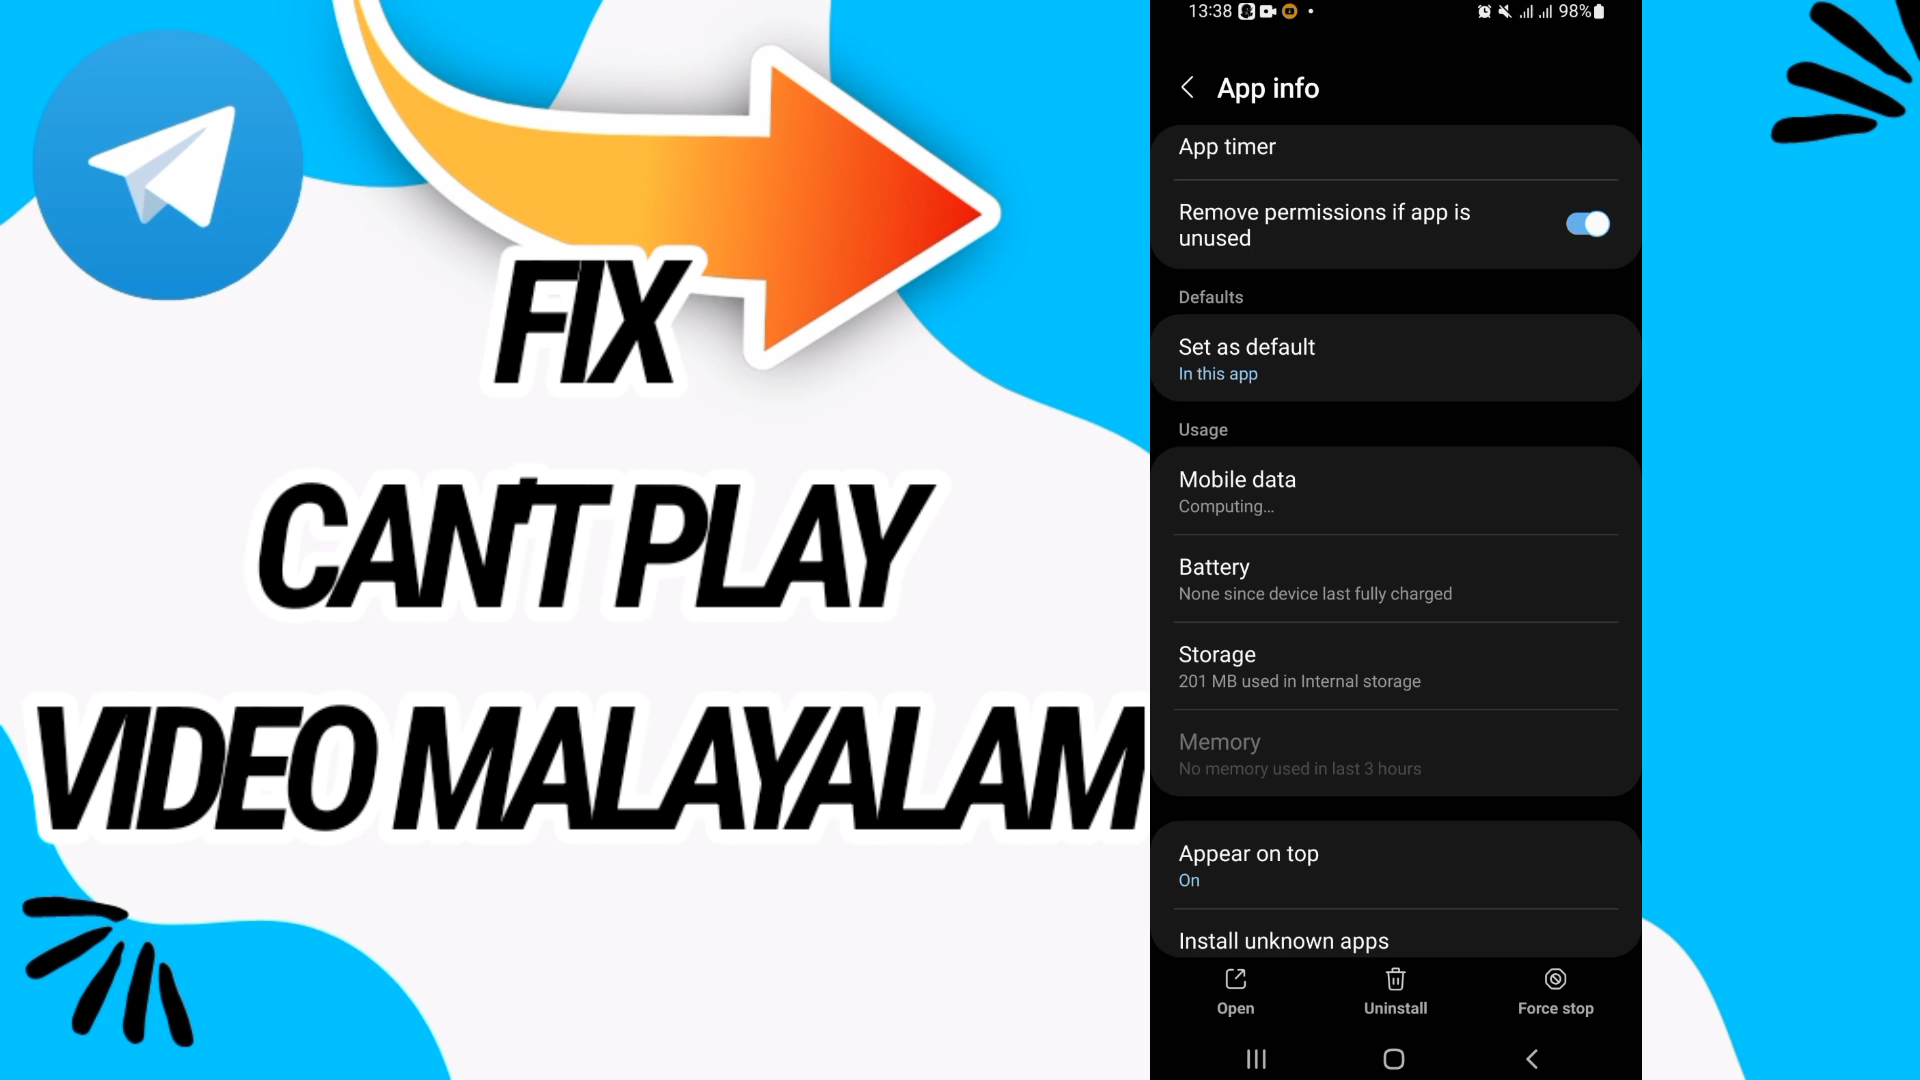 FIX
CAN'T PLAY
VIDEO MALAYALAM
13:38
98%
App info
App timer
Remove permissions if app is
unused
Defaults
Set as default
In this app
Usage
Mobile data
Computing...
Battery
None since device last fully charged
Storage
201 MB used in Internal storage
Memory
No memory used in last 3 hours
Appear on top
On
Install unknown apps
Open
Uninstall
Force stop